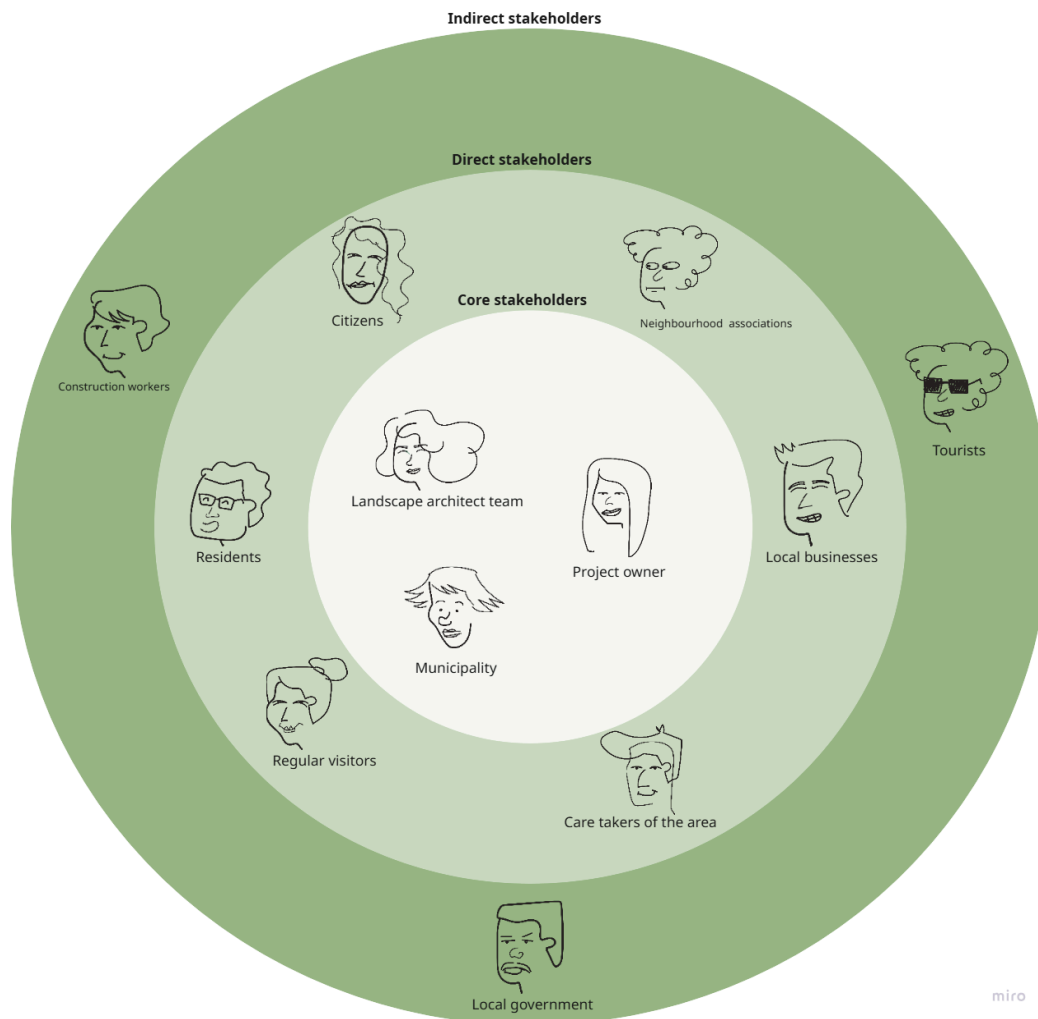 Indirect stakeholders
Direct stakeholders
Citizens
Core stakeholders
Neighbourhood associations
Construction workers
Tourists
Landscape architect team
Residents
Local businesses
Project owner
Municipality
Regular visitors
Care takers of the area
Local government
miro